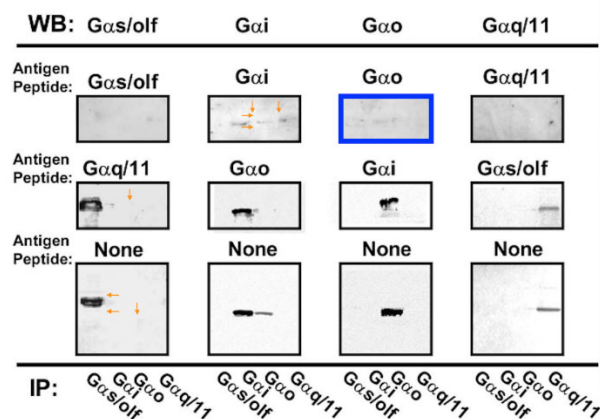 WB: Gαs/olf Gαi Gαo Gαq/11
Antigen Peptide: Gαs/olf Gαi Gαo Gαq/11
Antigen Peptide: Gαq/11 Gαo Gαi Gαs/olf
Antigen Peptide: None None None None
IP: Gαs/olf Gαi Gαo Gαq/11 Gαs/olf Gαi Gαo Gαq/11 Gαs/olf Gαi Gαo Gαq/11 Gαs/olf Gαi Gαo Gαq/11